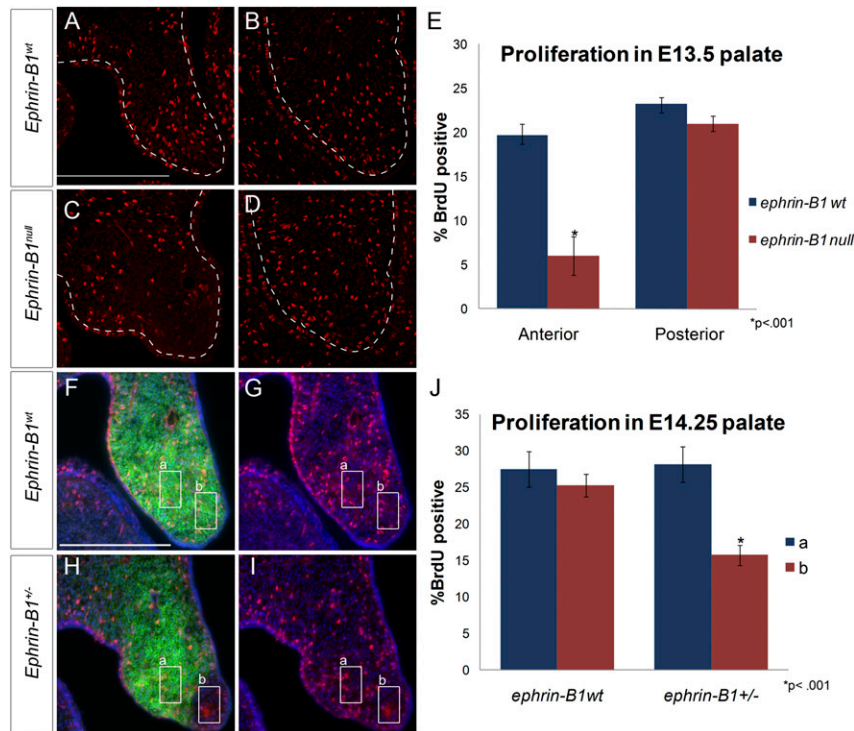 A
B
Ephrin-B1wt
C
D
Ephrin-B1null
E
Proliferation in E13.5 palate
% BrdU positive
30
25
20
15
10
5
0
*
Anterior
Posterior
ephrin-B1 wt
ephrin-B1 null
*p<.001
F
a
b
G
a
b
Ephrin-B1wt
H
a
b
I
a
b
Ephrin-B1+/-
J
Proliferation in E14.25 palate
%BrdU positive
35
30
25
20
15
10
5
0
*
ephrin-B1wt
ephrin-B1+/-
a
b
*p< .001